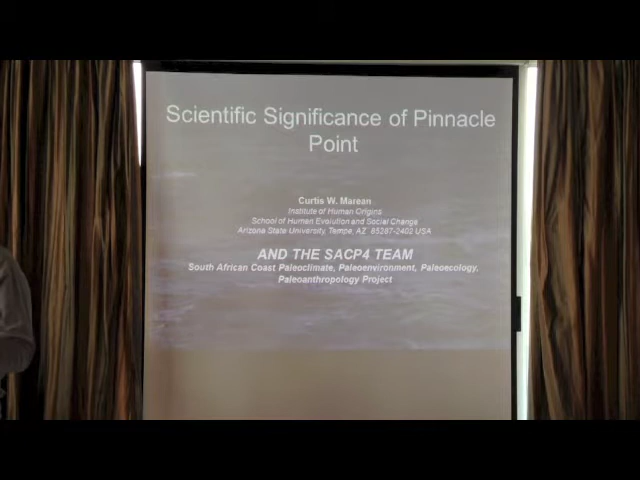 Scientific Significance of Pinnacle
Point
Curtis W. Marean
Institute of Human Origins
School of Human Evolution and Social Change
Arizona State University, Tempe, AZ 85287-2402 USA
AND THE SACP4 TEAM
South African Coast Paleoclimate, Paleoenvironment, Paleoecology,
Paleoanthropology Project